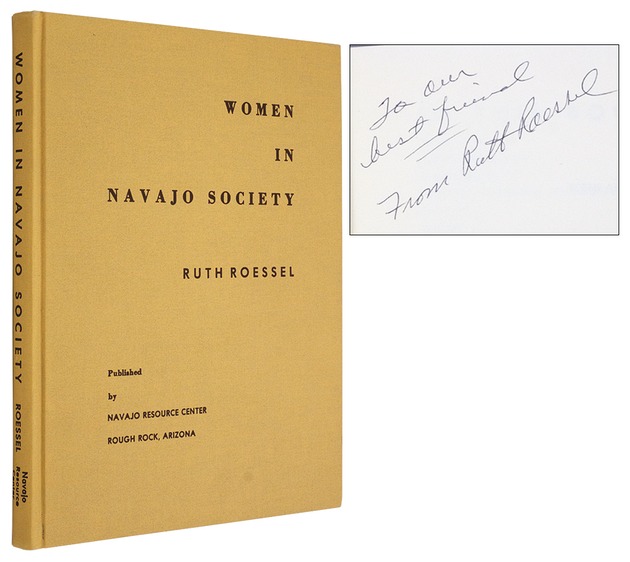 WOMEN IN NAVAJO SOCIETY ROESSEL Navajo
Resource
Center
WOMEN
IN
NAVAJO SOCIETY
RUTH ROESSEL
Published
by
NAVAJO RESOURCE CENTER
ROUGH ROCK, ARIZONA
To our
best friend
From Ruth Roessel